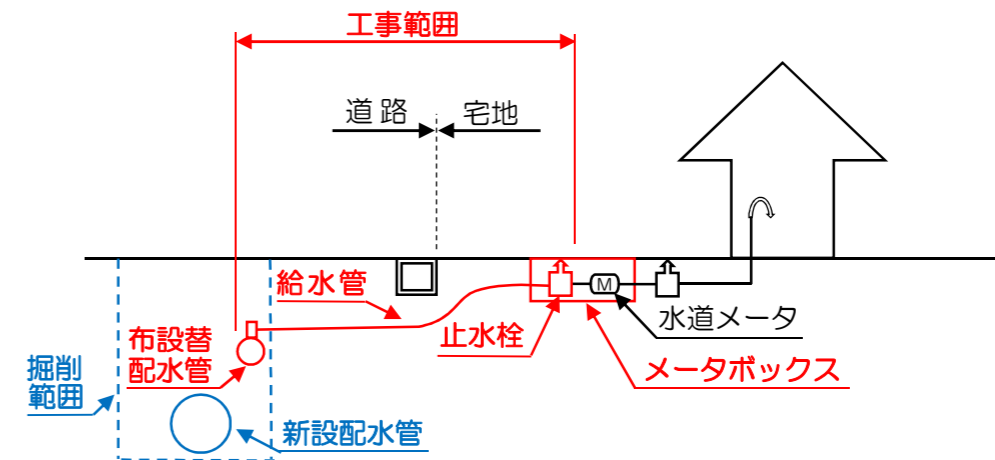 工事範囲
道路
宅地
給水管
M
水道メータ
止水栓
布設替
配水管
メータボックス
掘削
範囲
新設配水管